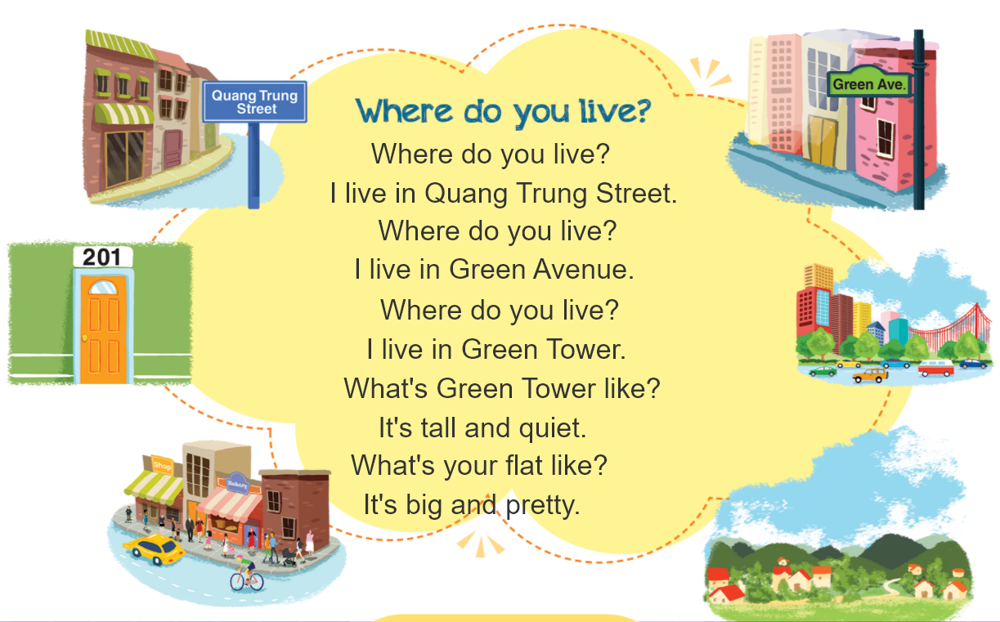 Quang Trung
Street
Green Ave.
Where do you live?
Where do you live?
I live in Quang Trung Street.
Where do you live?
I live in Green Avenue.
201
Where do you live?
I live in Green Tower.
What's Green Tower like?
It's tall and quiet.
What's your flat like?
It's big and pretty.
Shop
Bakery